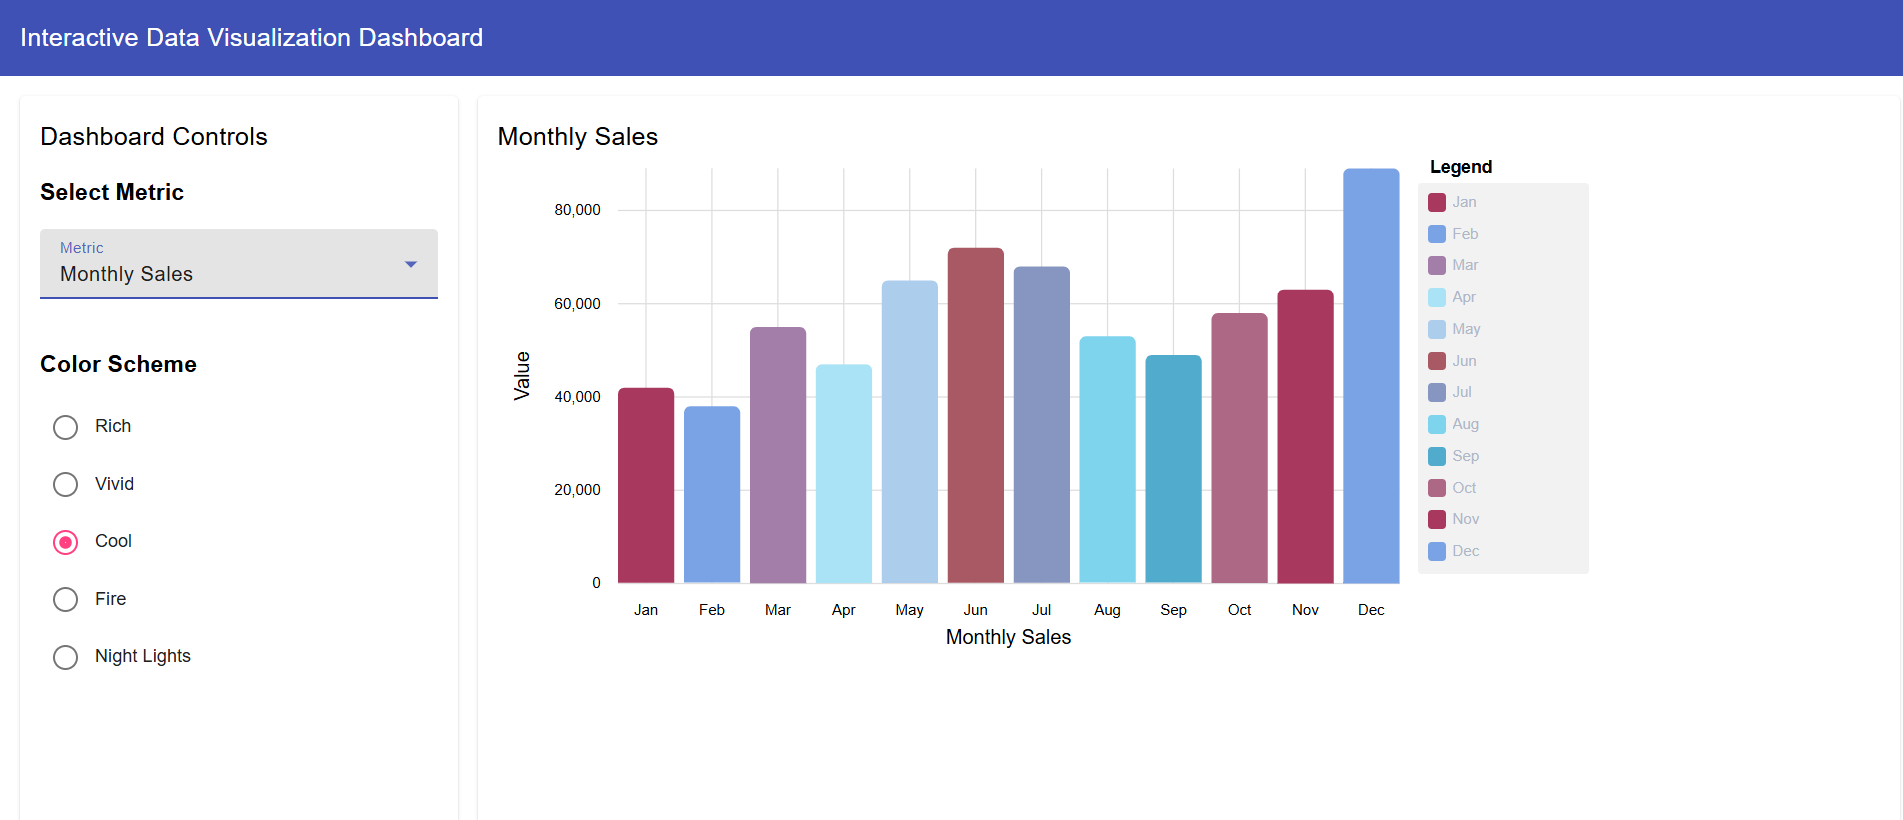 Interactive Data Visualization Dashboard
Dashboard Controls
Select Metric
Metric
Monthly Sales
Color Scheme
Rich
Vivid
Cool
Fire
Night Lights
Monthly Sales
Value
80,000
60,000
40,000
20,000
0
Jan Feb Mar Apr May Jun Jul Aug Sep Oct Nov Dec
Monthly Sales
Legend
Jan
Feb
Mar
Apr
May
Jun
Jul
Aug
Sep
Oct
Nov
Dec